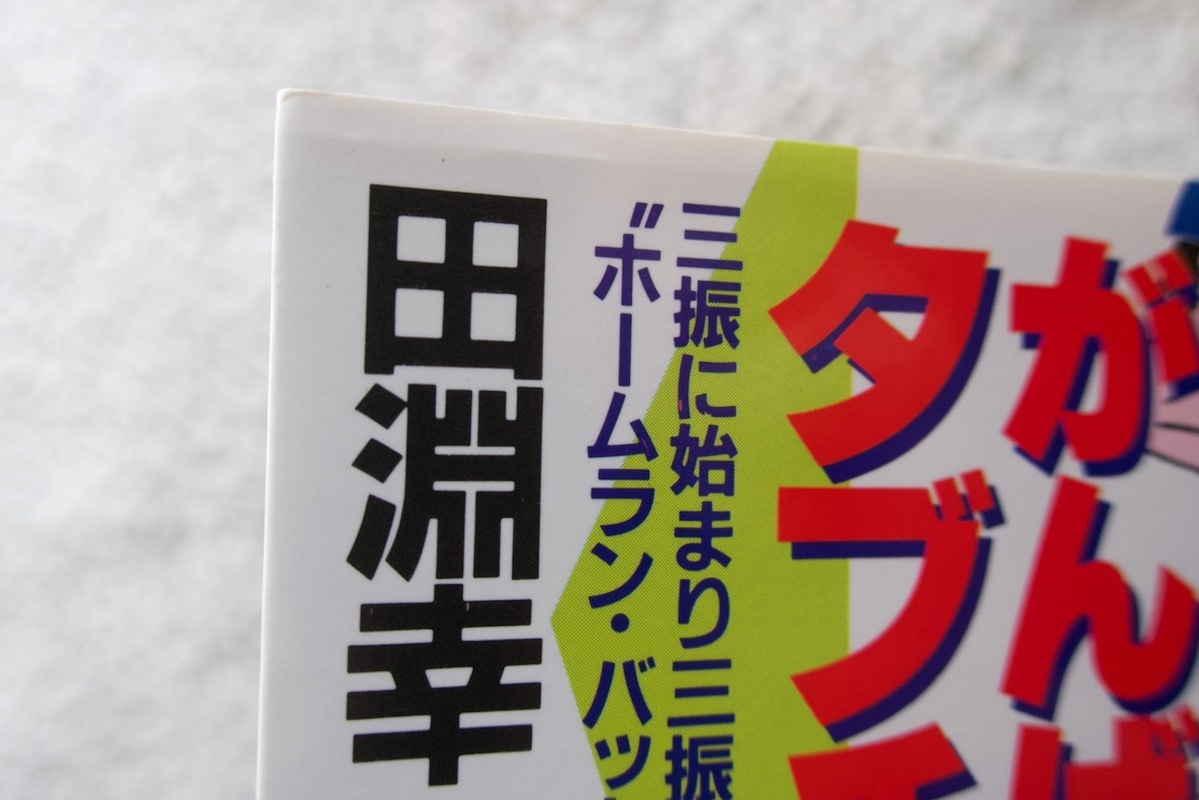 がんば
タブ
三振に始まり三振
〝ホームラン・バッ
田淵幸